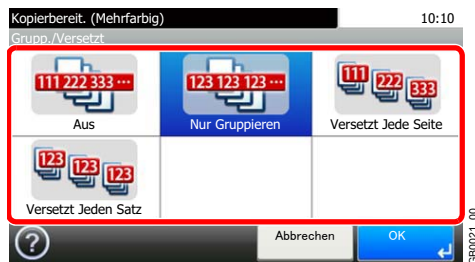 Kopierbereit. (Mehrfarbig) 10:10
Grupp./Versetzt
111 222 333 ...
123 123 123 ...
111 222 333
Aus
Nur Gruppieren
Versetzt Jede Seite
123 123 123
Versetzt Jeden Satz
? Abbrechen OK
GB0021_00